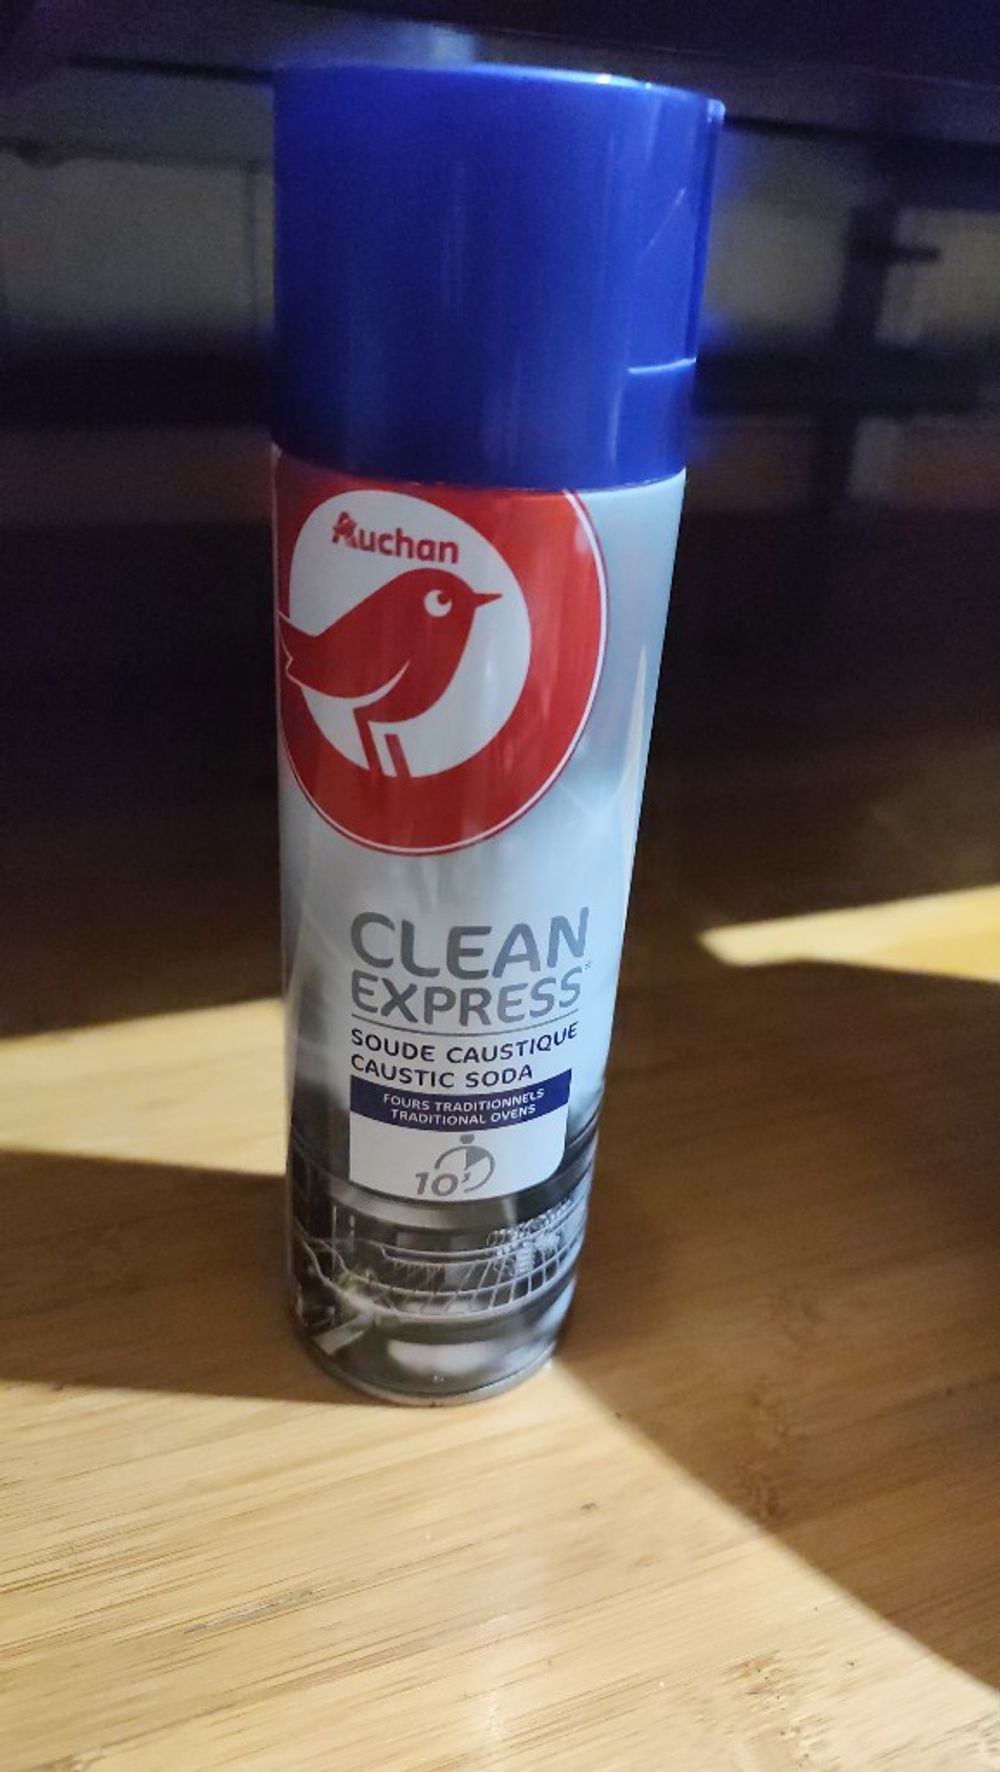 Auchan
CLEAN
EXPRESS*
SOUDE CAUSTIQUE
CAUSTIC SODA
FOURS TRADITIONNELS
TRADITIONAL OVENS
10'